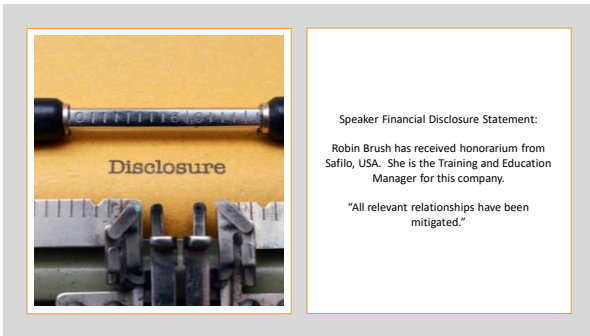 Disclosure
Speaker Financial Disclosure Statement:
Robin Brush has received honorarium from
Safilo, USA. She is the Training and Education
Manager for this company.
“All relevant relationships have been
mitigated.”